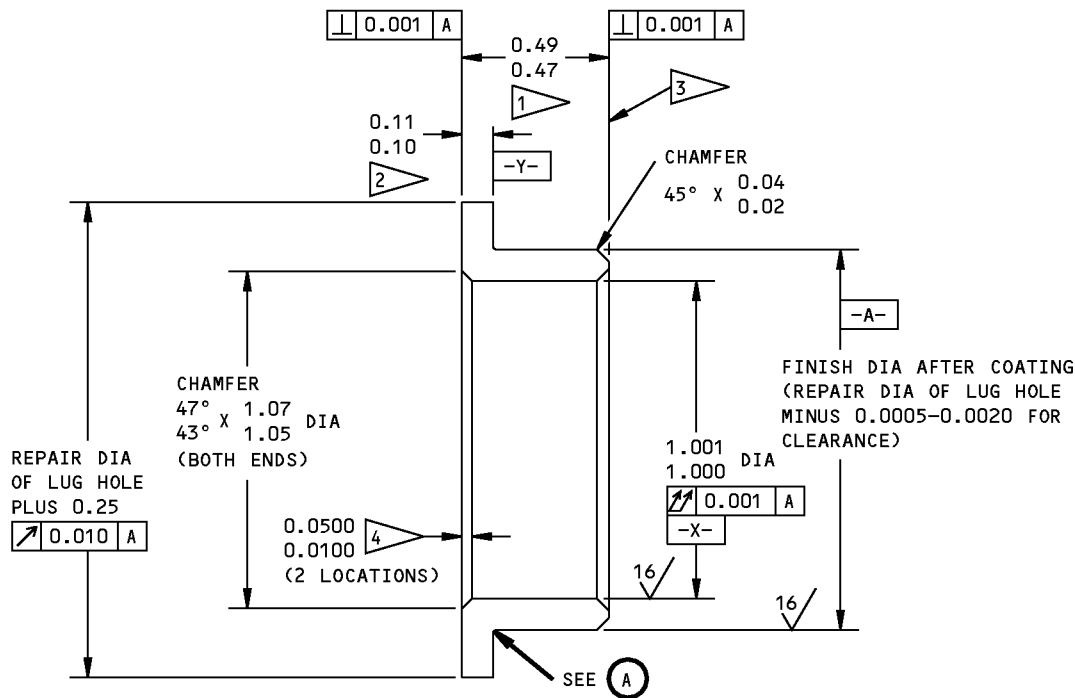 ⊥ 0.001 A
⊥ 0.001 A
0.49
0.47
1
3
0.11
0.10
2
-Y-
CHAMFER
45° X 0.04
0.02
-A-
FINISH DIA AFTER COATING
(REPAIR DIA OF LUG HOLE
MINUS 0.0005-0.0020 FOR
CLEARANCE)
CHAMFER
47° X 1.07 DIA
43° 1.05
(BOTH ENDS)
REPAIR DIA
OF LUG HOLE
PLUS 0.25
0.010 A
1.001 DIA
1.000
0.001 A
-X-
0.0500
0.0100
4
(2 LOCATIONS)
16
16
SEE A